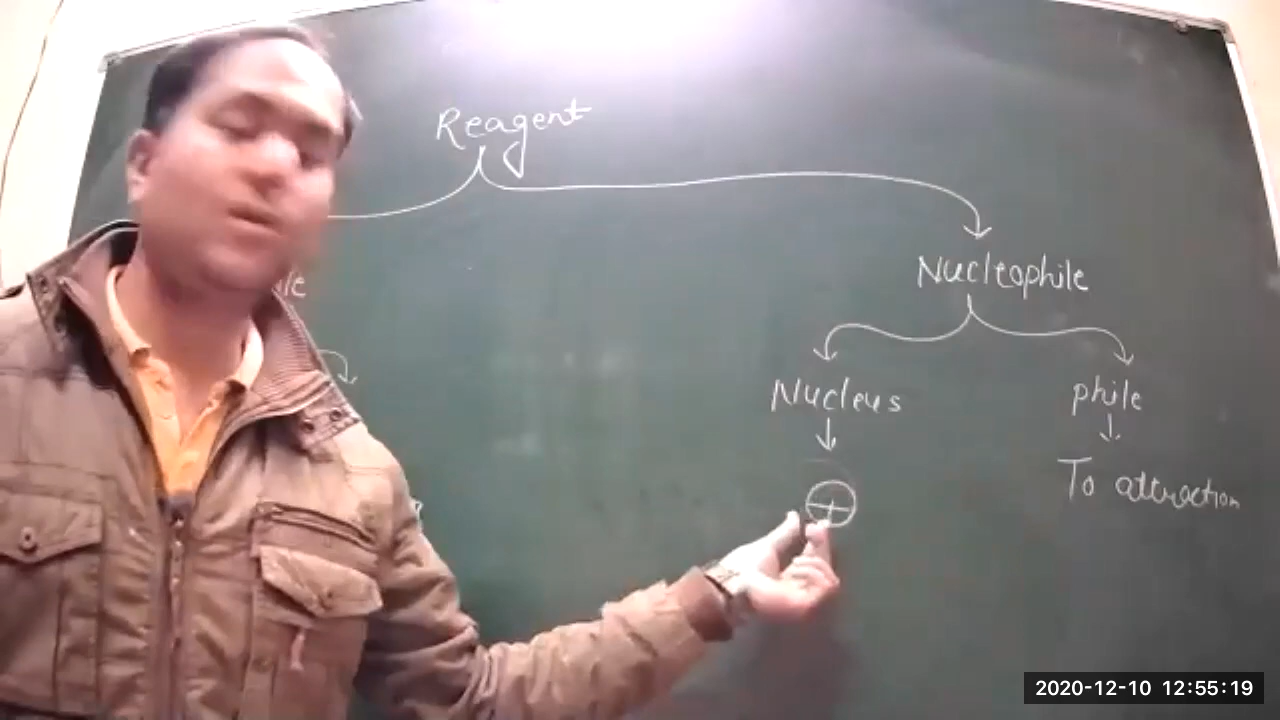 Reagent
Nucleophile
Nucleus
phile
To attraction
2020-12-10 12:55:19